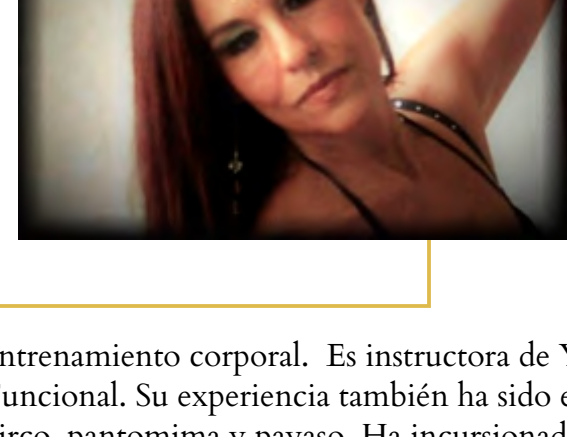 ntrenamiento corporal. Es instructora de Y
uncional. Su experiencia también ha sido e
irco, pantomima y payaso. Ha incursionad